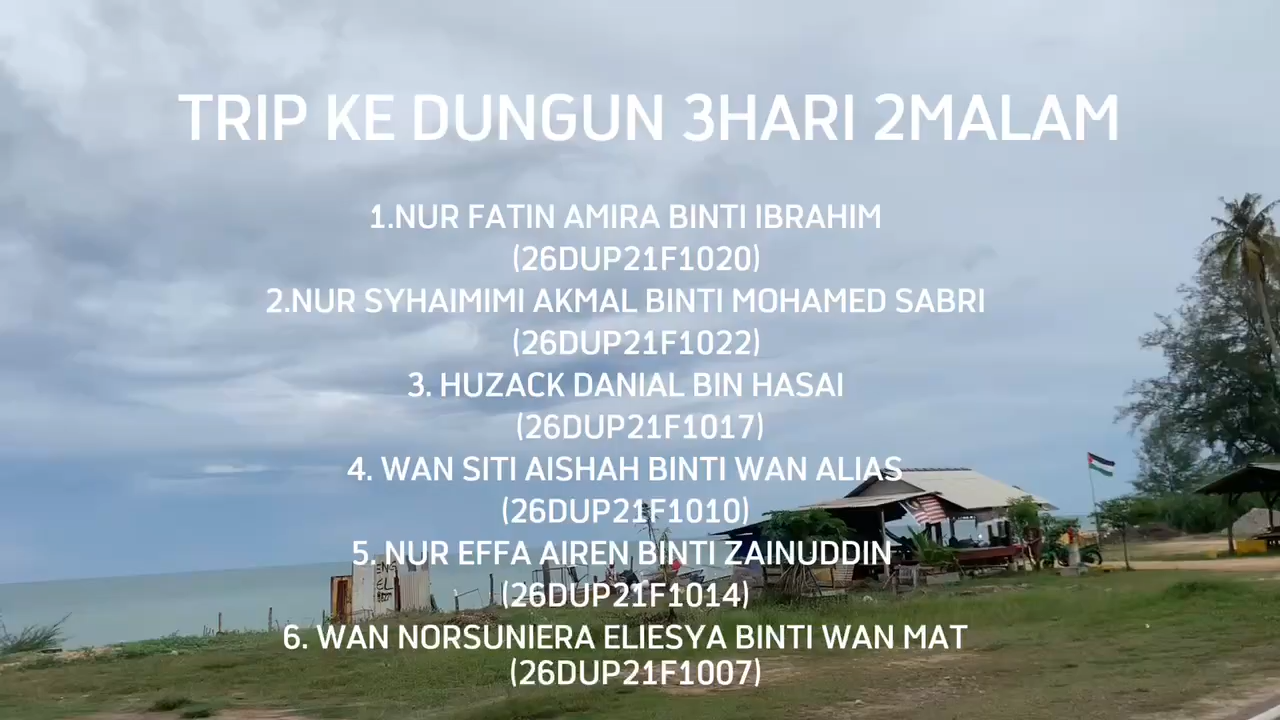 TRIP KE DUNGUN 3HARI 2MALAM
1.NUR FATIN AMIRA BINTI IBRAHIM
(26DUP21F1020)
2.NUR SYHAIMIMI AKMAL BINTI MOHAMED SABRI
(26DUP21F1022)
3. HUZACK DANIAL BIN HASAI
(26DUP21F1017)
4. WAN SITI AISHAH BINTI WAN ALIAS
(26DUP21F1010)
5. NUR EFFA AIREN BINTI ZAINUDDIN
(26DUP21F1014)
6. WAN NORSUNIERA ELIESYA BINTI WAN MAT
(26DUP21F1007)